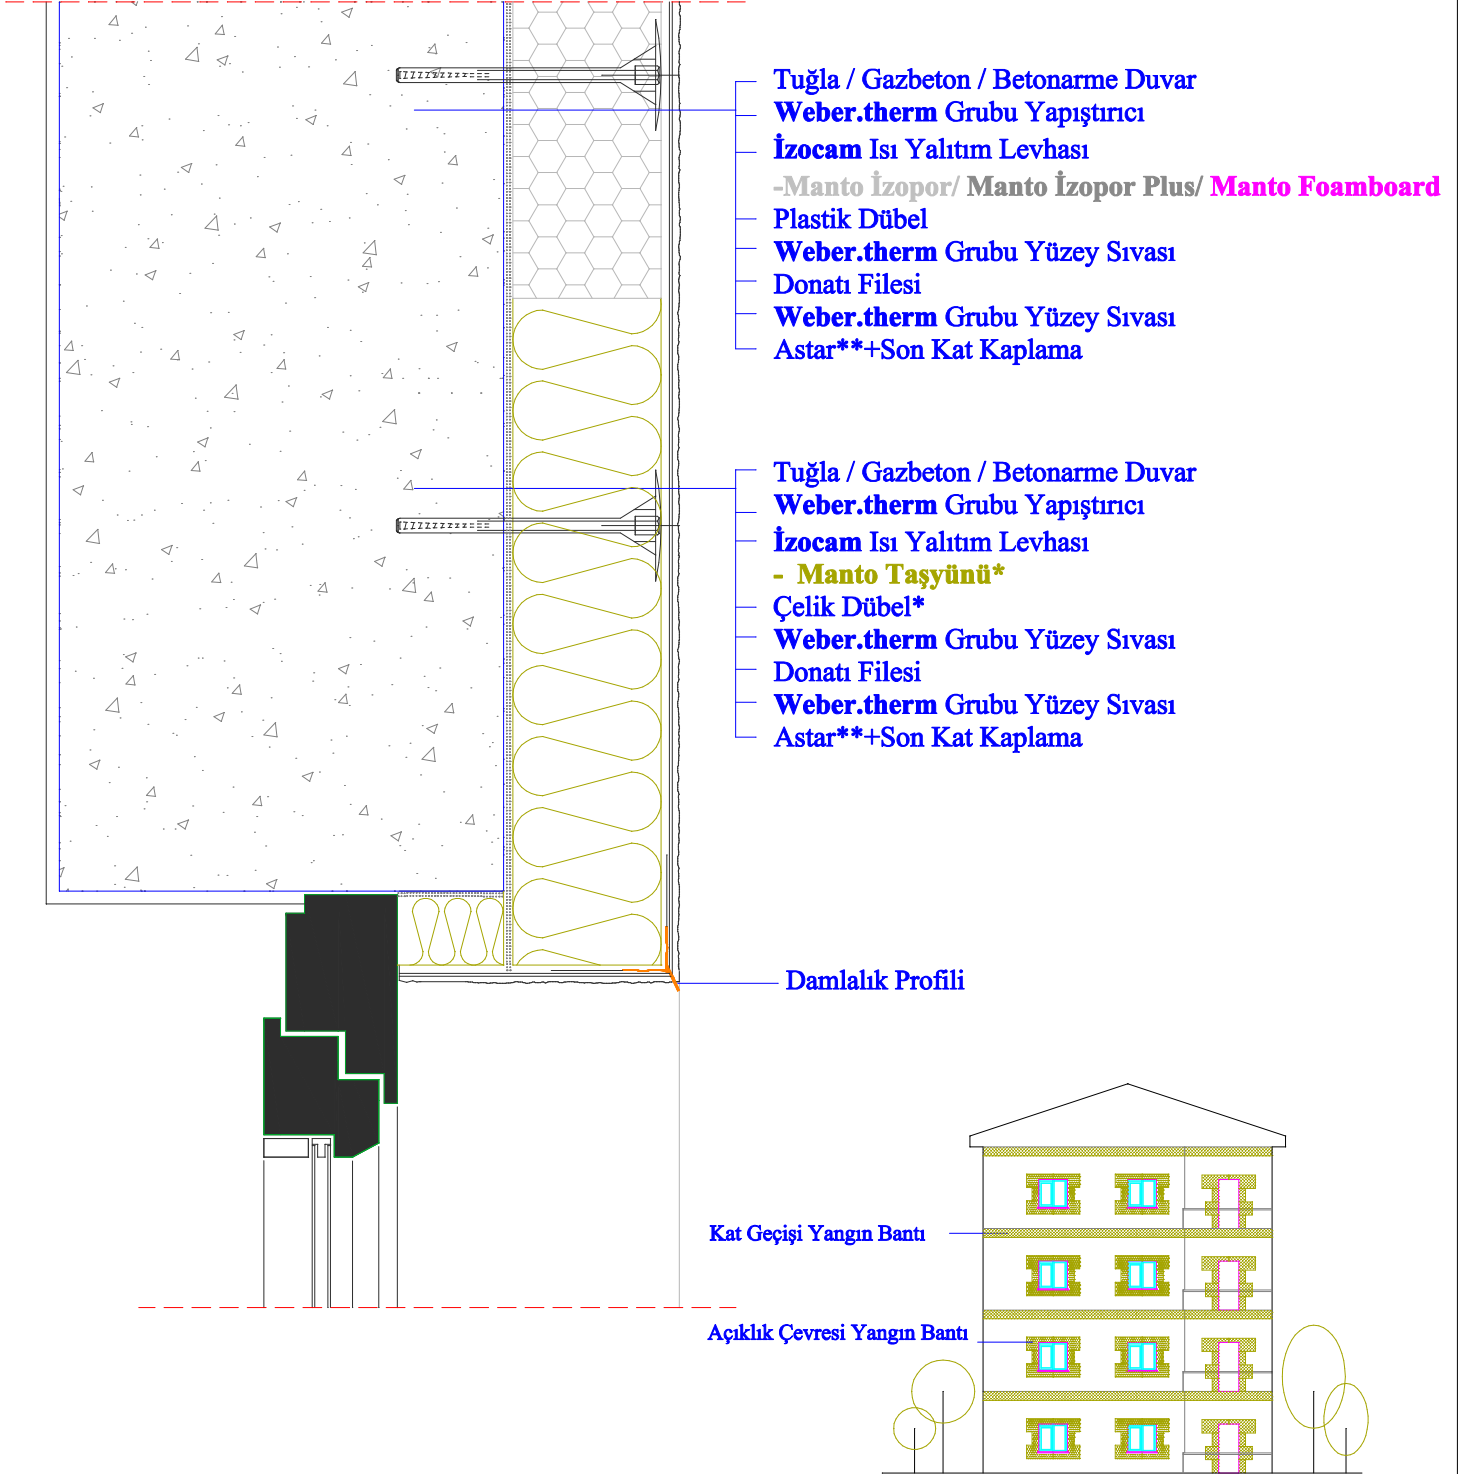 Tuğla / Gazbeton / Betonarme Duvar
Weber.therm Grubu Yapıştırıcı
İzocam Isı Yalıtım Levhası
-Manto İzopor/ Manto İzopor Plus/ Manto Foamboard
Plastik Dübel
Weber.therm Grubu Yüzey Sıvası
Donatı Filesi
Weber.therm Grubu Yüzey Sıvası
Astar**+Son Kat Kaplama
Tuğla / Gazbeton / Betonarme Duvar
Weber.therm Grubu Yapıştırıcı
İzocam Isı Yalıtım Levhası
- Manto Taşyünü*
Çelik Dübel*
Weber.therm Grubu Yüzey Sıvası
Donatı Filesi
Weber.therm Grubu Yüzey Sıvası
Astar**+Son Kat Kaplama
Damlalık Profili
Kat Geçişi Yangın Bantı
Açıklık Çevresi Yangın Bantı